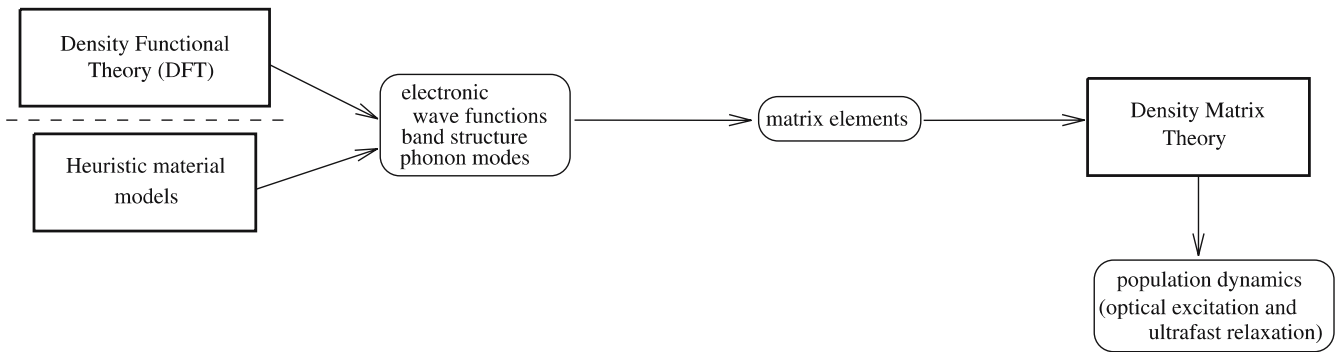 Density Functional
Theory (DFT)
Heuristic material
models
electronic
wave functions
band structure
phonon modes
matrix elements
Density Matrix
Theory
population dynamics
(optical excitation and
ultrafast relaxation)